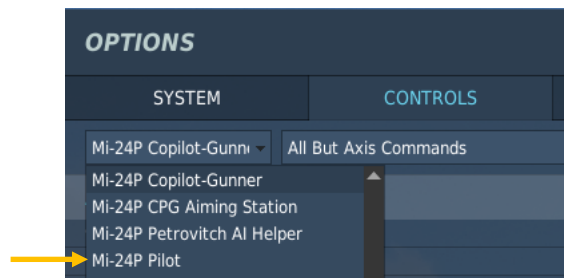 OPTIONS
SYSTEM CONTROLS
Mi-24P Copilot-Gunn All But Axis Commands
Mi-24P Copilot-Gunner
Mi-24P CPG Aiming Station
Mi-24P Petrovitch AI Helper
Mi-24P Pilot